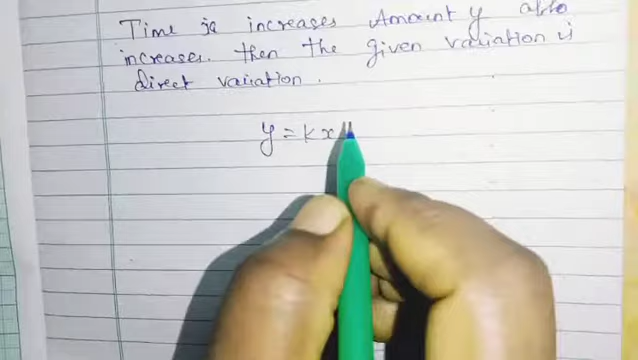 Time is increases Amount y also
increases. then the given variation is
direct variation.
y = kx